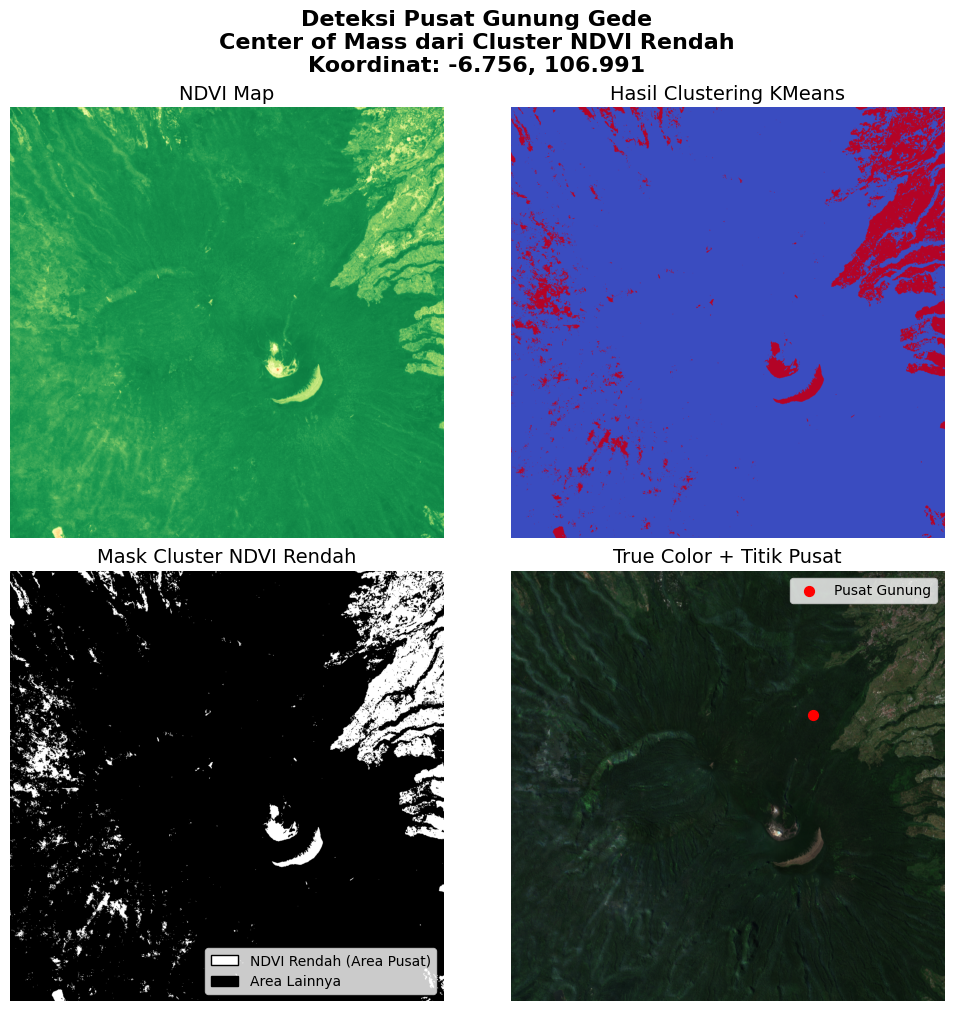 Deteksi Pusat Gunung Gede
Center of Mass dari Cluster NDVI Rendah
Koordinat: -6.756, 106.991
NDVI Map
Hasil Clustering KMeans
Mask Cluster NDVI Rendah
NDVI Rendah (Area Pusat)
Area Lainnya
True Color + Titik Pusat
Pusat Gunung